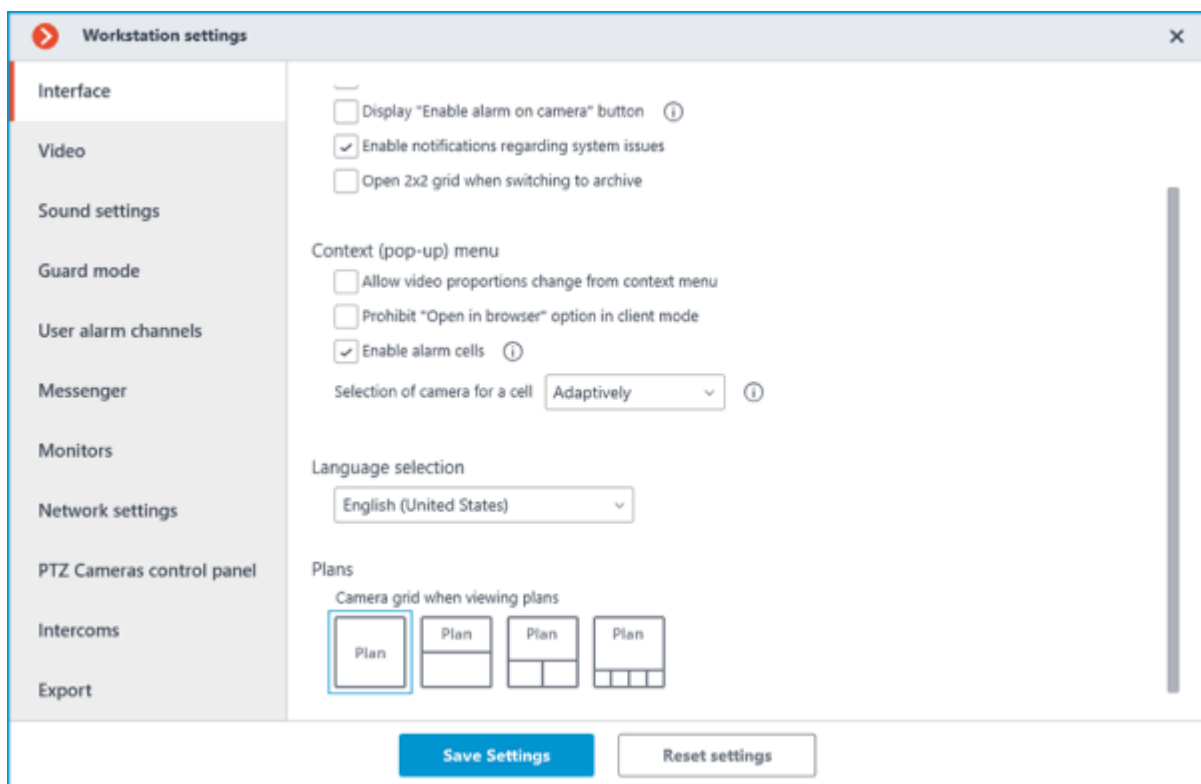 Workstation settings
Interface
Video
Sound settings
Guard mode
User alarm channels
Messenger
Monitors
Network settings
PTZ Cameras control panel
Intercoms
Export
Display "Enable alarm on camera" button
Enable notifications regarding system issues
Open 2x2 grid when switching to archive
Context (pop-up) menu
Allow video proportions change from context menu
Prohibit "Open in browser" option in client mode
Enable alarm cells
Selection of camera for a cell Adaptively
Language selection
English (United States)
Plans
Camera grid when viewing plans
Plan Plan Plan Plan
Save Settings Reset settings